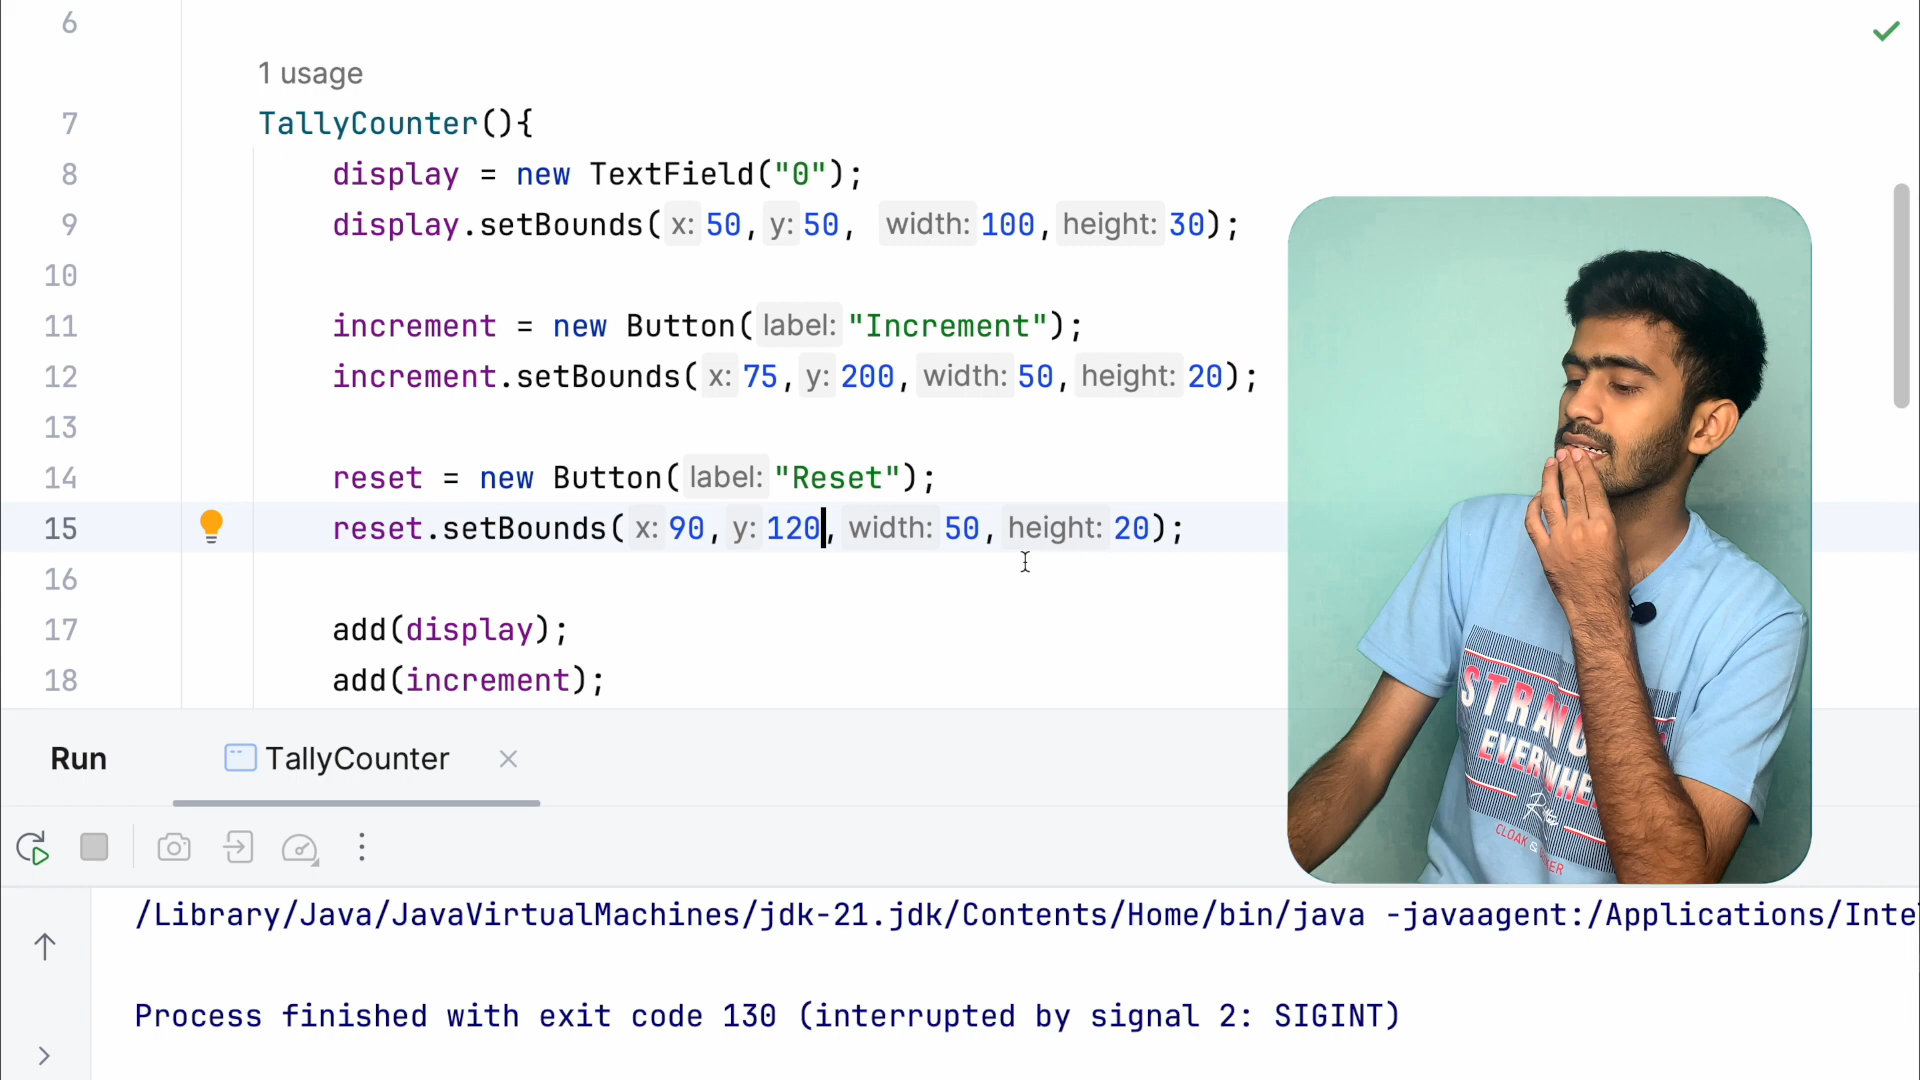 6
1 usage
7 TallyCounter(){
8 display = new TextField("0");
9 display.setBounds( x: 50, y: 50, width: 100, height: 30);
10
11 increment = new Button( label: "Increment");
12 increment.setBounds( x: 75, y: 200, width: 50, height: 20);
13
14 reset = new Button( label: "Reset");
15 reset.setBounds( x: 90, y: 120, width: 50, height: 20);
16
17 add(display);
18 add(increment);
Run TallyCounter
/Library/Java/JavaVirtualMachines/jdk-21.jdk/Contents/Home/bin/java -javaagent:/Applications/Inte
Process finished with exit code 130 (interrupted by signal 2: SIGINT)
CLOAK &